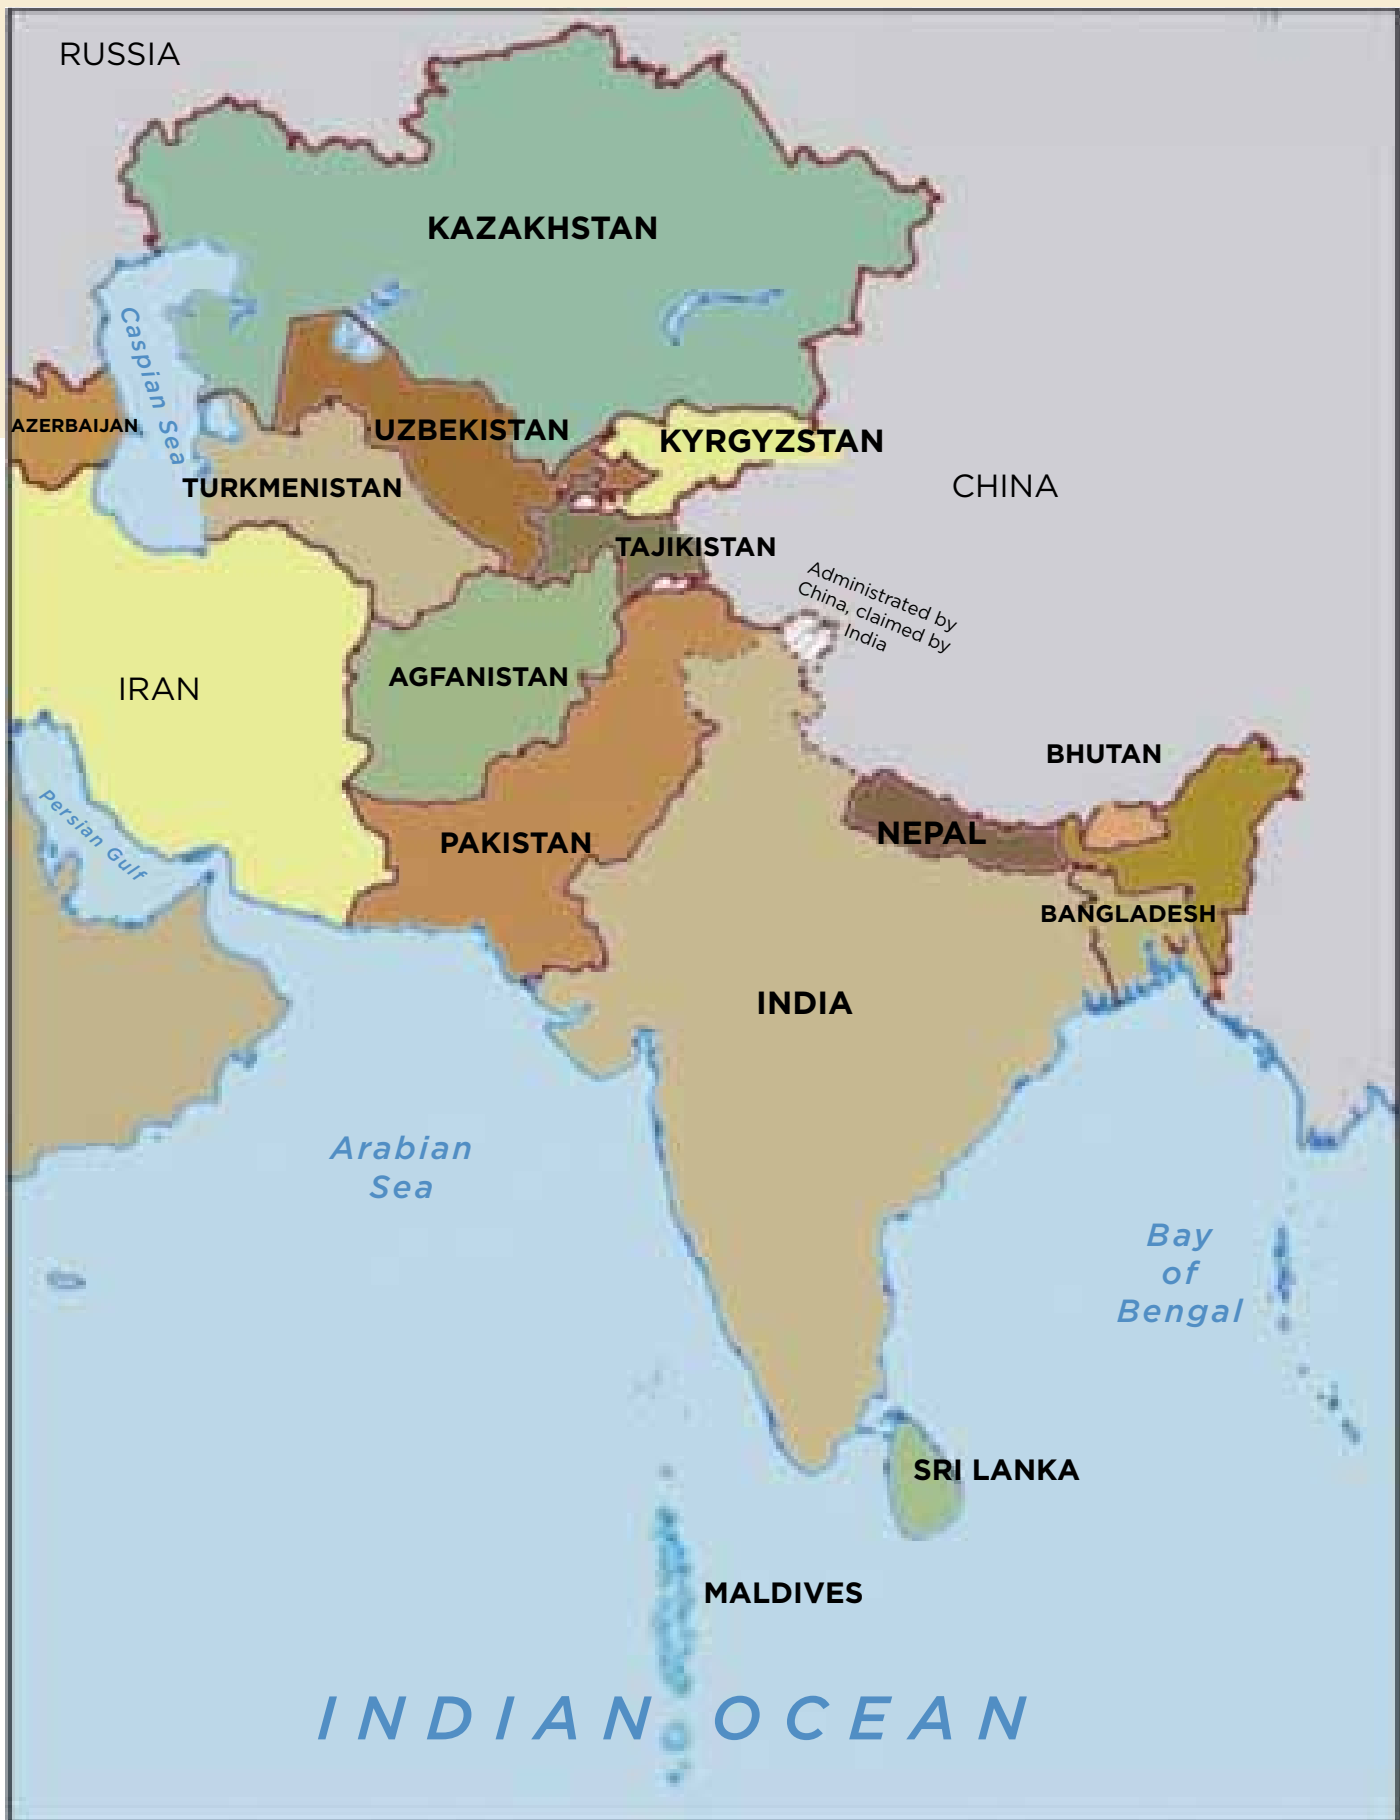 RUSSIA
KAZAKHSTAN
Caspian Sea
AZERBAIJAN
UZBEKISTAN
KYRGYZSTAN
TURKMENISTAN
CHINA
TAJIKISTAN
Administrated by
China, claimed by
India
AGFANISTAN
IRAN
BHUTAN
Persian Gulf
PAKISTAN
NEPAL
BANGLADESH
INDIA
Arabian
Sea
Bay
of
Bengal
SRI LANKA
MALDIVES
INDIAN OCEAN